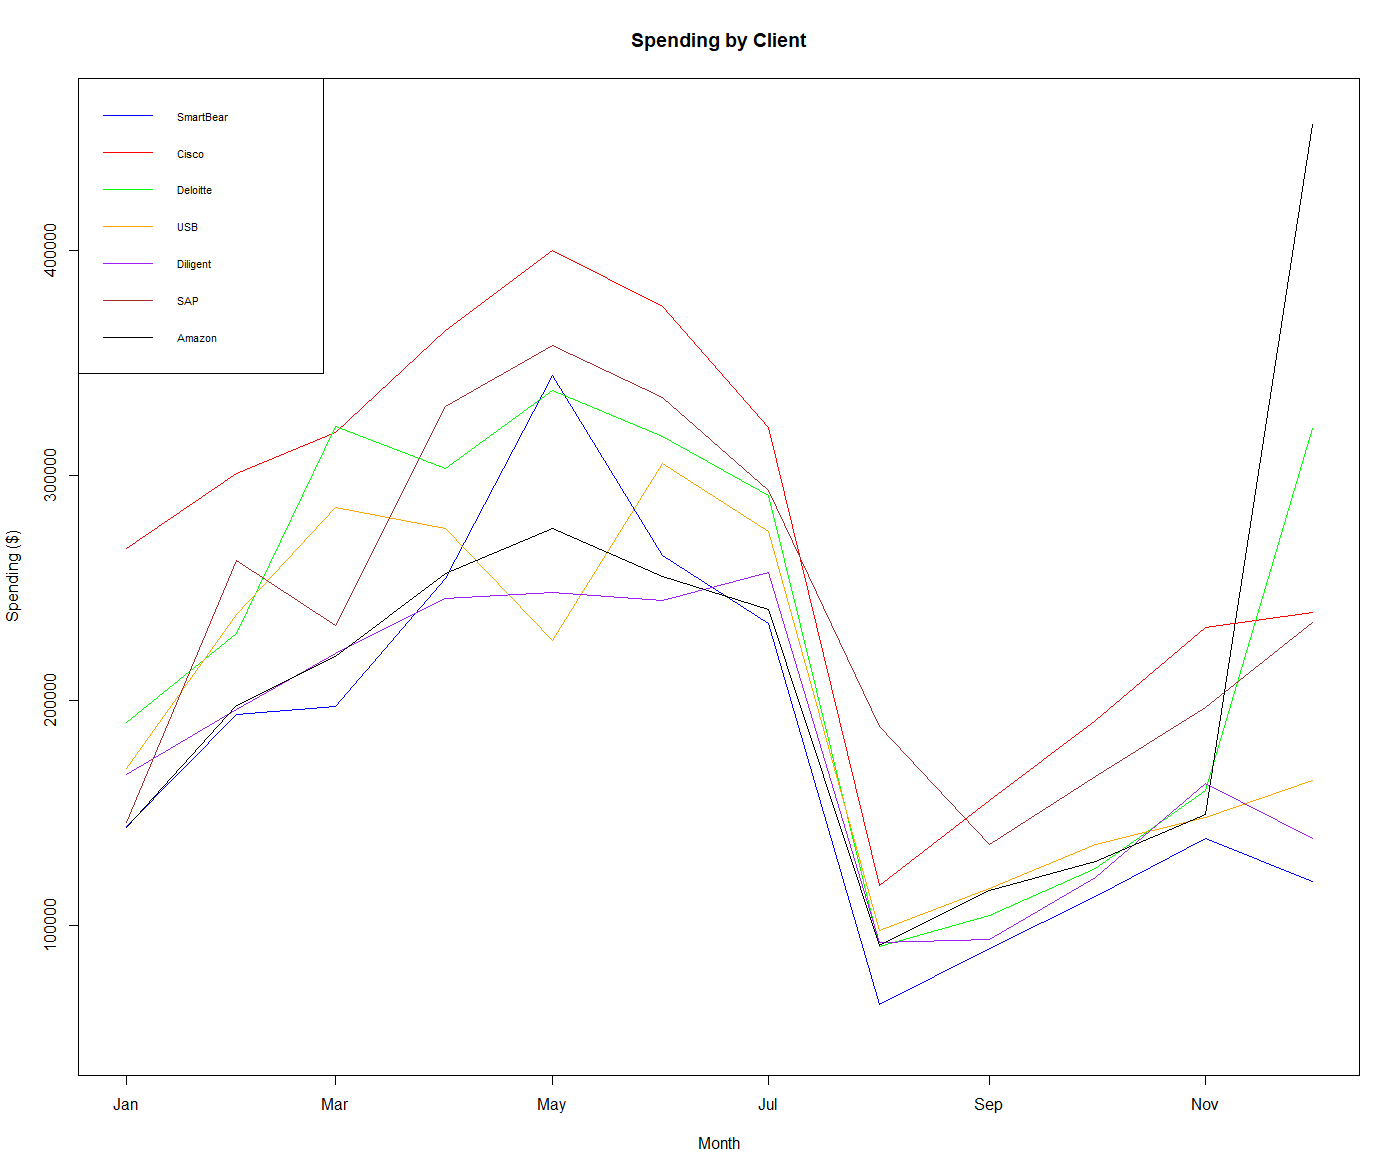 Spending by Client
SmartBear
Cisco
Deloitte
USB
Diligent
SAP
Amazon
400000
300000
200000
100000
Spending ($)
Jan Mar May Jul Sep Nov
Month